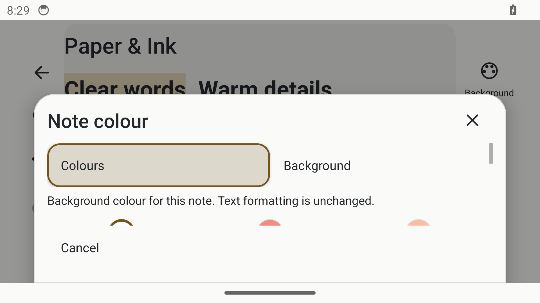 8:29
Paper & Ink
Clear words Warm details
Background
Note colour
Colours
Background
Background colour for this note. Text formatting is unchanged.
Cancel